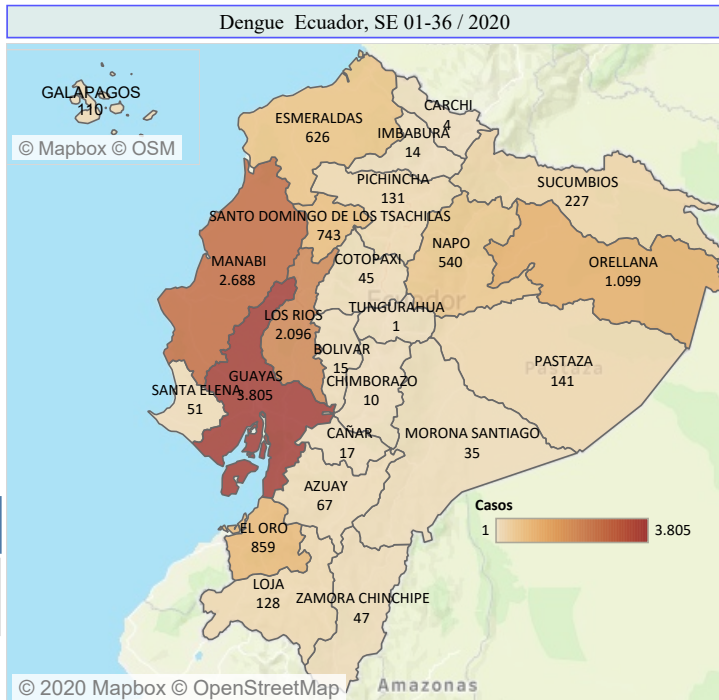 Dengue Ecuador, SE 01-36 / 2020
GALAPAGOS
110
© Mapbox © OSM
ESMERALDAS
626
CARCHI
4
IMBABURA
14
PICHINCHA
131
SUCUMBIOS
227
SANTO DOMINGO DE LOS TSACHILAS
743
MANABI
2.688
COTOPAXI
45
NAPO
540
ORELLANA
1.099
Ecuador
TUNGURAHUA
1
LOS RIOS
2.096
BOLIVAR
15
PASTAZA
Pastaza
141
GUAYAS
3.805
CHIMBORAZO
10
SANTA ELENA
51
CAÑAR
17
MORONA SANTIAGO
35
AZUAY
67
Casos
1 3.805
EL ORO
859
LOJA
128
ZAMORA CHINCHIPE
47
© 2020 Mapbox © OpenStreetMap
Amazonas